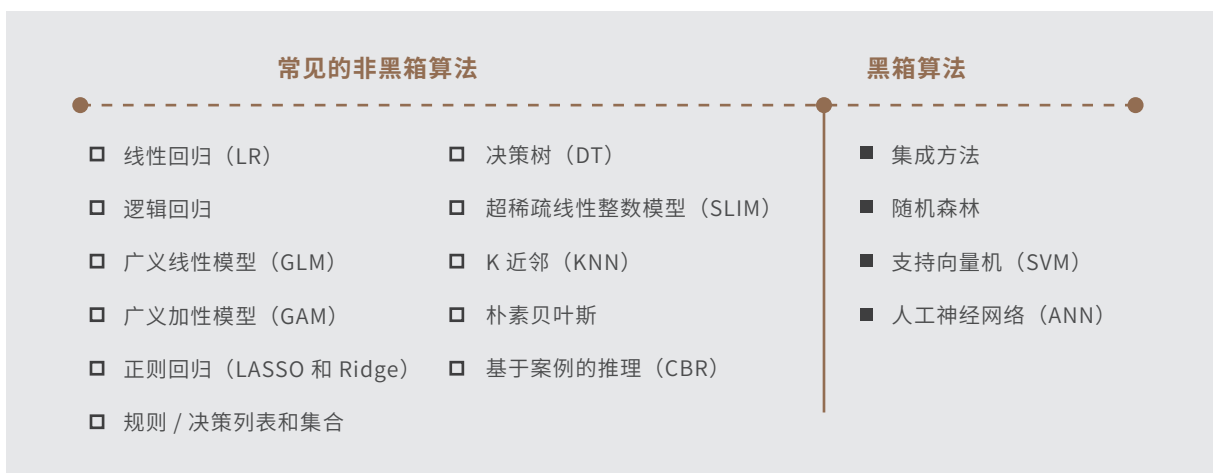 常见的非黑箱算法
黑箱算法
线性回归（LR）
逻辑回归
广义线性模型（GLM）
广义加性模型（GAM）
正则回归（LASSO 和 Ridge）
规则 / 决策列表和集合
决策树（DT）
超稀疏线性整数模型（SLIM）
K 近邻（KNN）
朴素贝叶斯
基于案例的推理（CBR）
集成方法
随机森林
支持向量机（SVM）
人工神经网络（ANN）